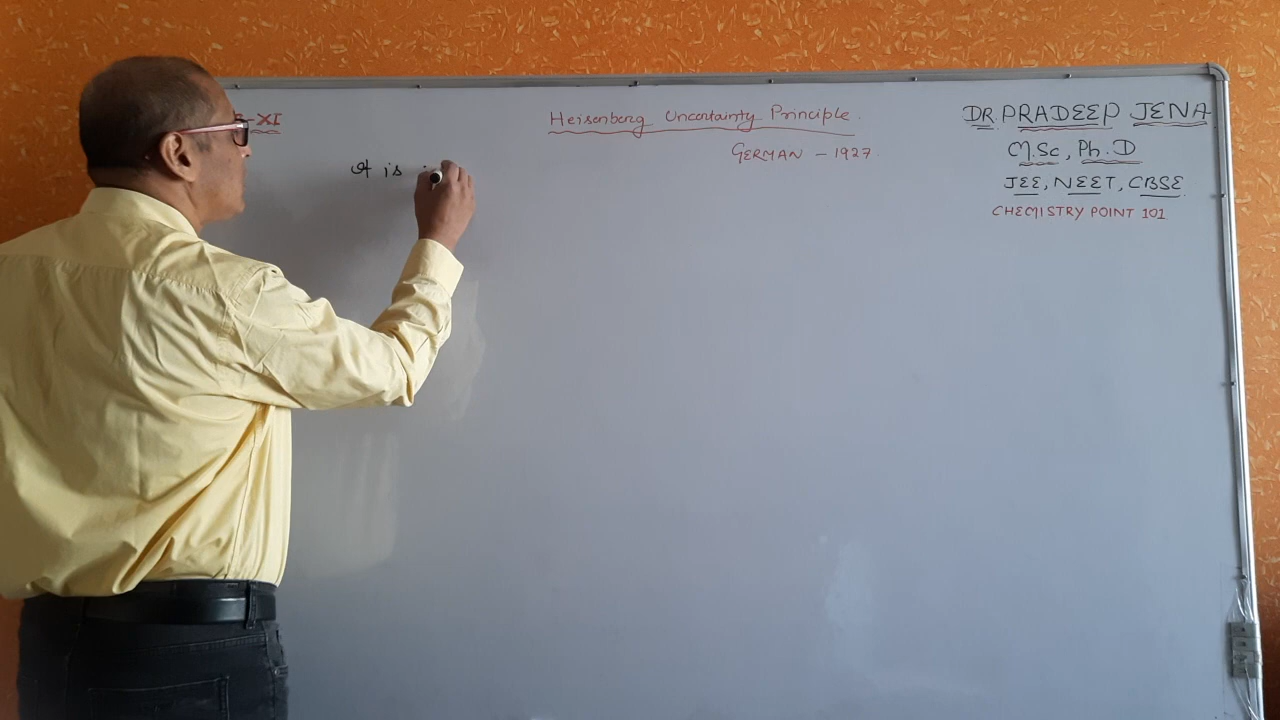 -XI
Heisenberg Uncertainty Principle.
DR. PRADEEP JENA
GERMAN - 1927.
M.Sc, Ph.D
It is
JEE, NEET, CBSE
CHEMISTRY POINT 101